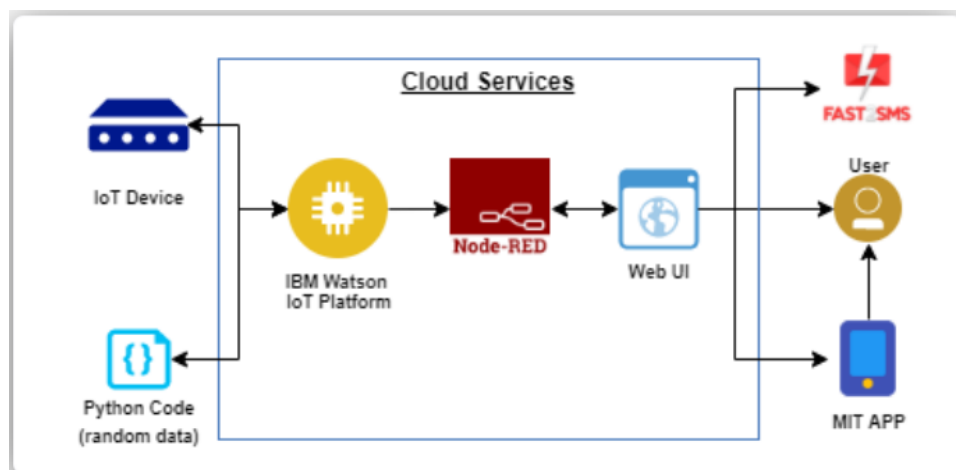 Cloud Services
IoT Device
IBM Watson
IoT Platform
Node-RED
Web UI
FAST2SMS
User
Python Code
(random data)
MIT APP